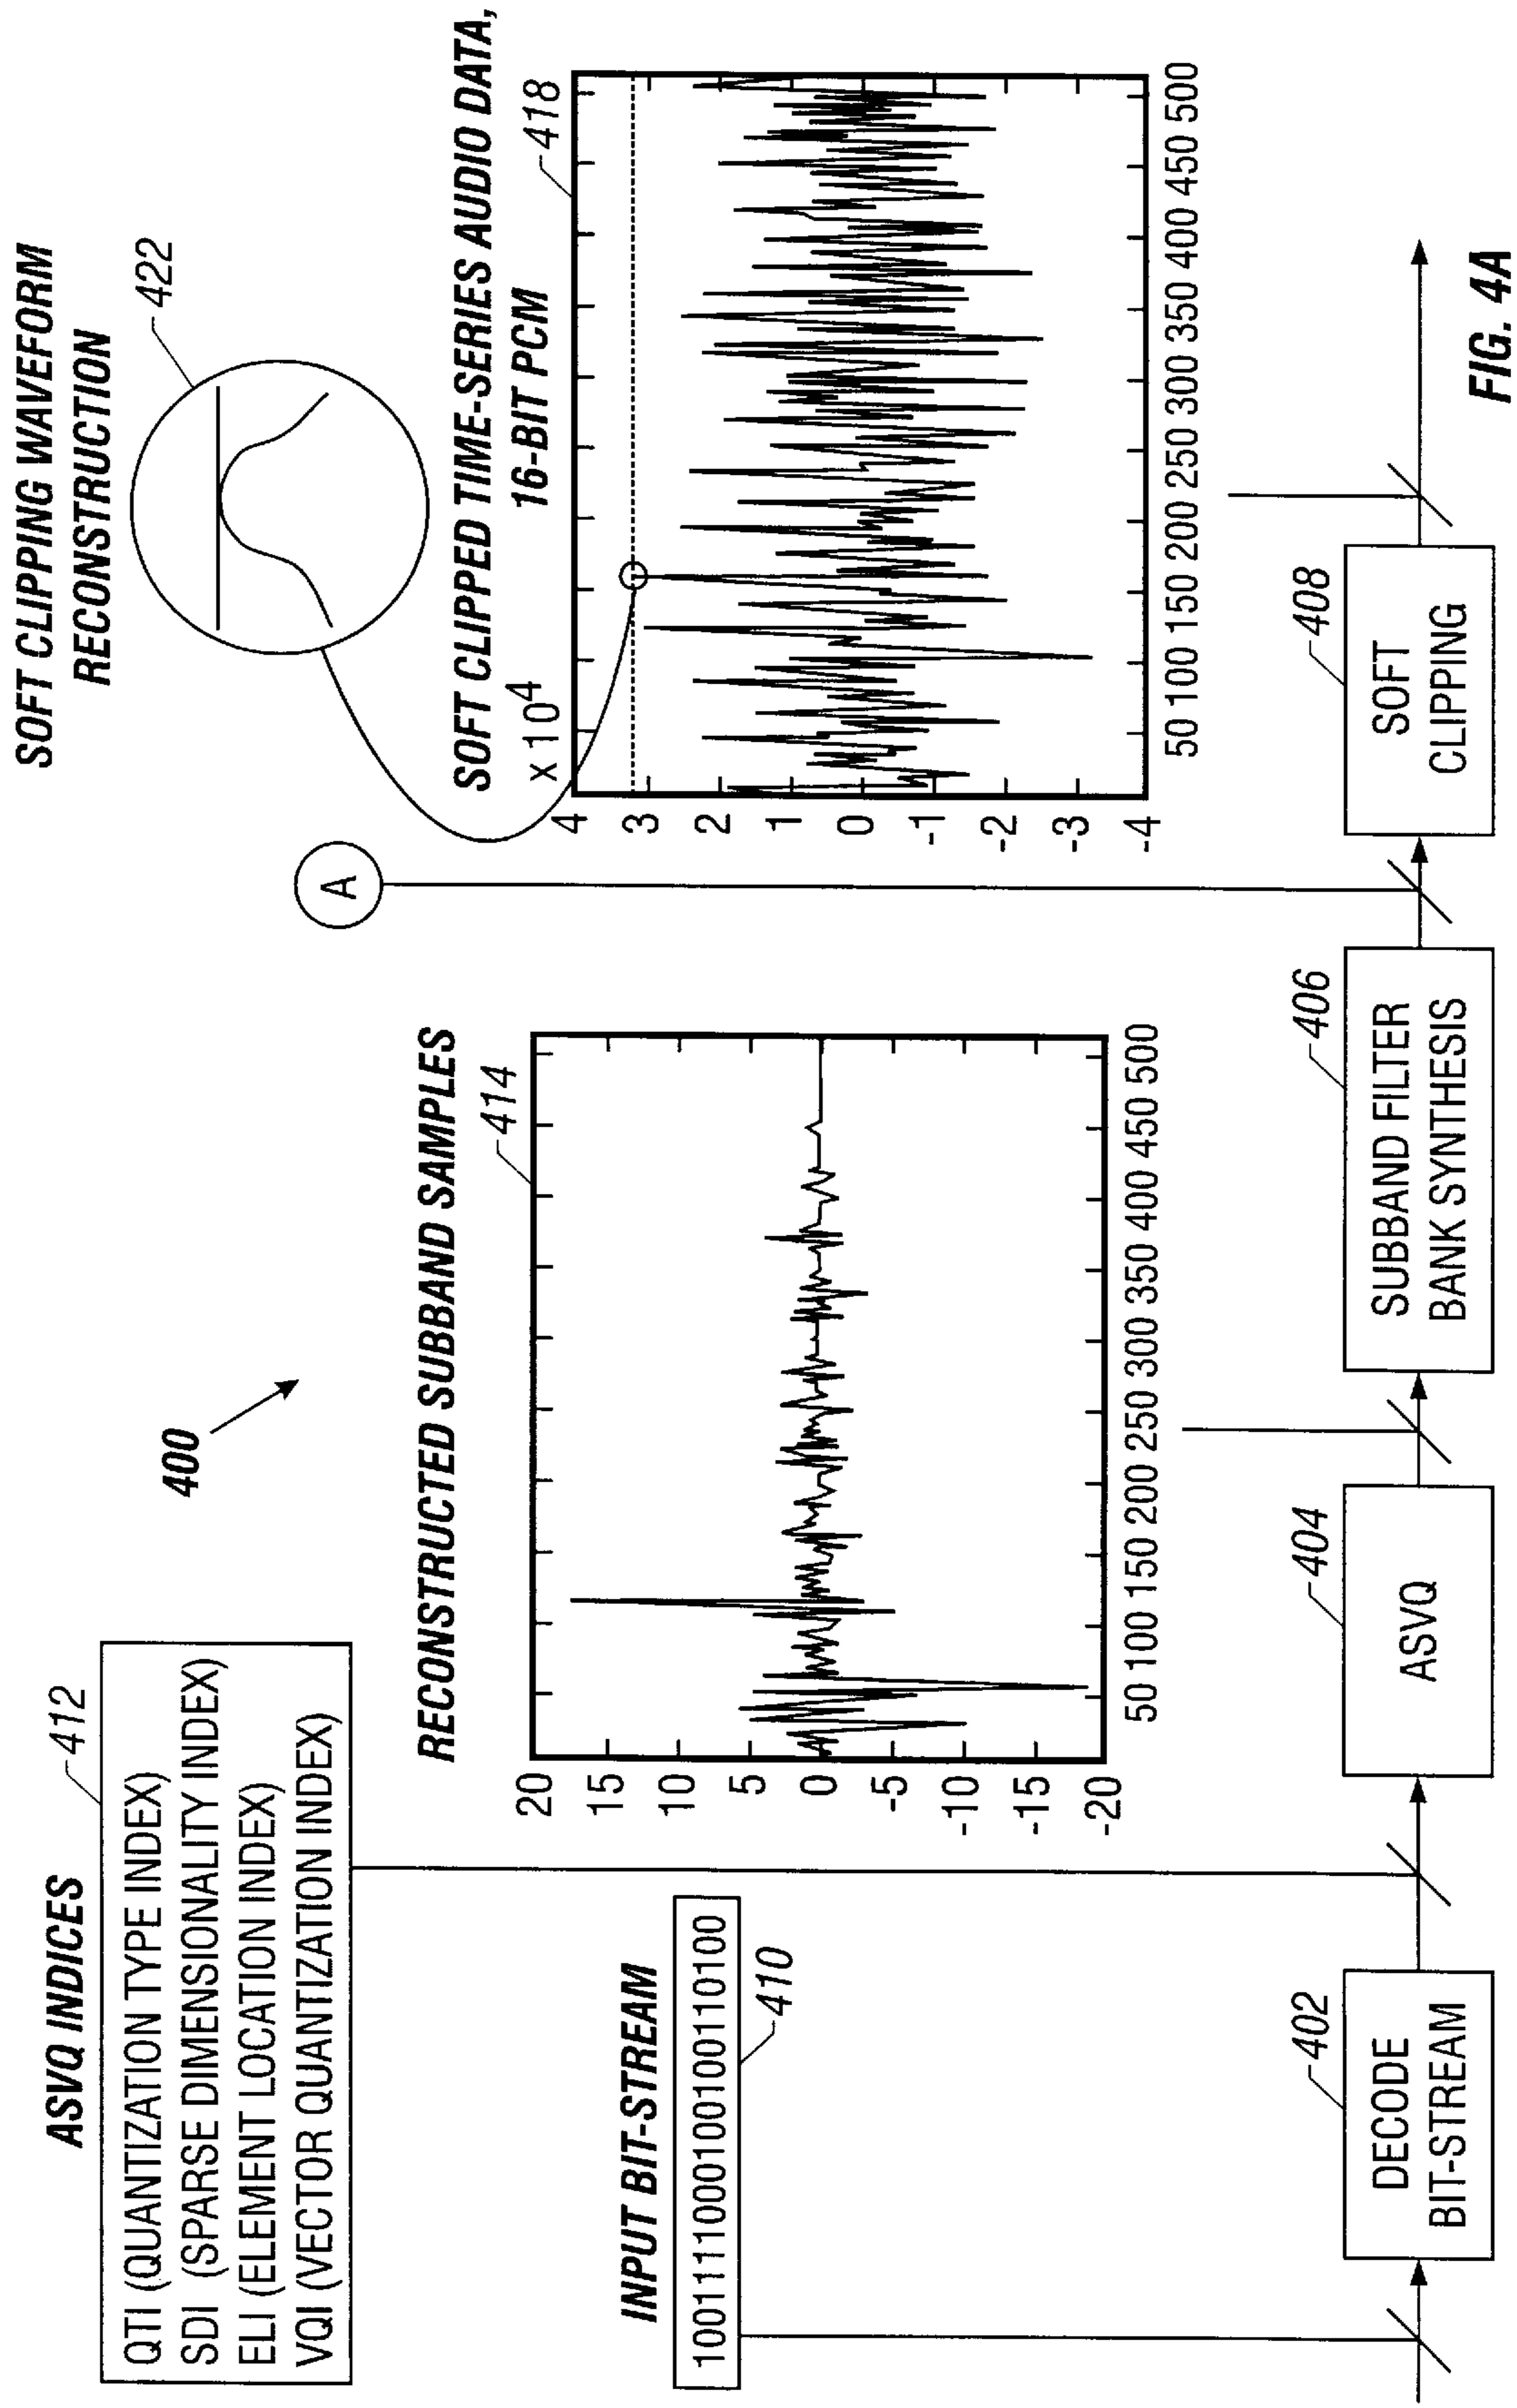 ASVQ INDICES
412
QTI (QUANTIZATION TYPE INDEX)
SDI (SPARSE DIMENSIONALITY INDEX)
ELI (ELEMENT LOCATION INDEX)
VQI (VECTOR QUANTIZATION INDEX)
400
SOFT CLIPPING WAVEFORM
RECONSTRUCTION
422
A
INPUT BIT-STREAM
10011110001001001001101​00
410
RECONSTRUCTED SUBBAND SAMPLES
414
20
15
10
5
0
-5
-10
-15
-20
50 100 150 200 250 300 350 400 450 500
SOFT CLIPPED TIME-SERIES AUDIO DATA,
16-BIT PCM
418
X 10^4
4
3
2
1
0
-1
-2
-3
-4
50 100 150 200 250 300 350 400 450 500
402
DECODE
BIT-STREAM
404
ASVQ
406
SUBBAND FILTER
BANK SYNTHESIS
408
SOFT
CLIPPING
FIG. 4A